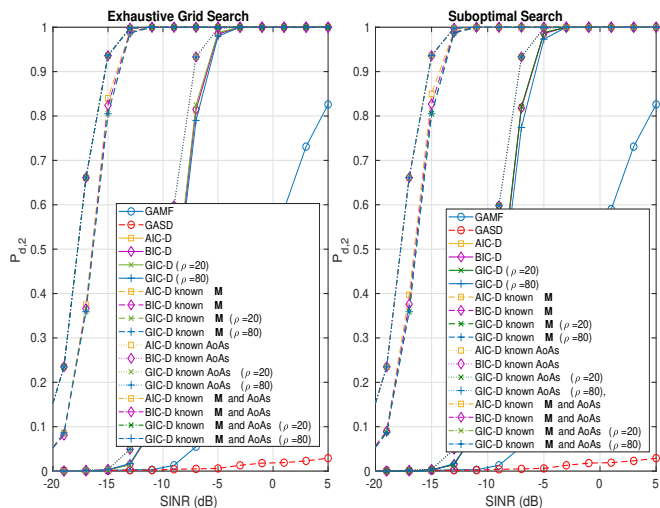 Exhaustive Grid Search
P d,2
1
0.9
0.8
0.7
0.6
0.5
0.4
0.3
0.2
0.1
0
GAMF
GASD
AIC-D
BIC-D
GIC-D (ρ=20)
GIC-D (ρ=80)
AIC-D known M
BIC-D known M
GIC-D known M (ρ=20)
GIC-D known M (ρ=80)
AIC-D known AoAs
BIC-D known AoAs
GIC-D known AoAs (ρ=20)
GIC-D known AoAs (ρ=80)
AIC-D known M and AoAs
BIC-D known M and AoAs
GIC-D known M and AoAs (ρ=20)
GIC-D known M and AoAs (ρ=80)
-20 -15 -10 -5 0 5
SINR (dB)
Suboptimal Search
P d,2
1
0.9
0.8
0.7
0.6
0.5
0.4
0.3
0.2
0.1
0
GAMF
GASD
AIC-D
BIC-D
GIC-D (ρ=20)
GIC-D (ρ=80)
AIC-D known M
BIC-D known M
GIC-D known M (ρ=20)
GIC-D known M (ρ=80)
AIC-D known AoAs
BIC-D known AoAs
GIC-D known AoAs (ρ=20)
GIC-D known AoAs (ρ=80),
AIC-D known M and AoAs
BIC-D known M and AoAs
GIC-D known M and AoAs (ρ=20)
GIC-D known M and AoAs (ρ=80)
-20 -15 -10 -5 0 5
SINR (dB)